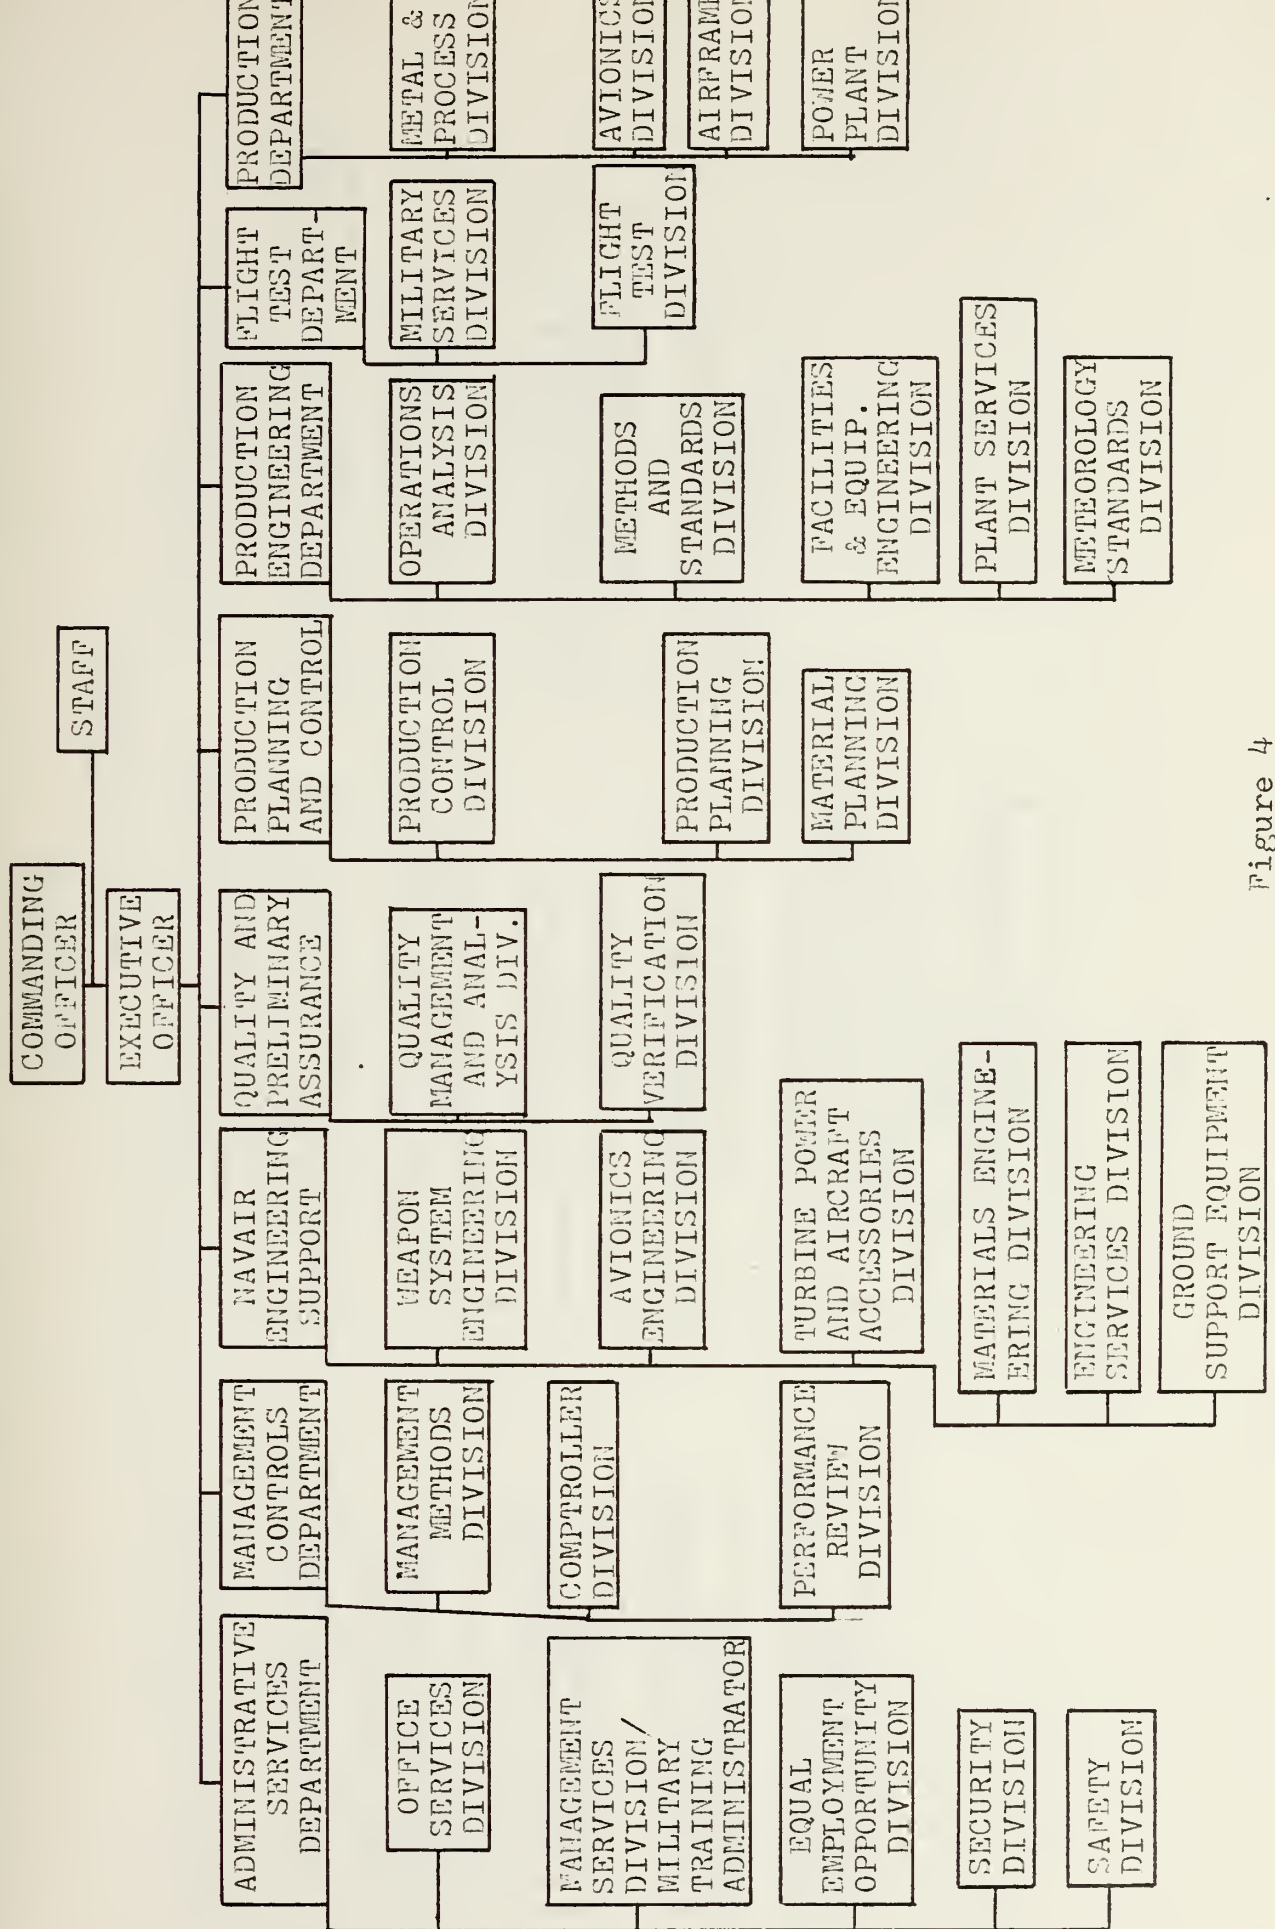 COMMANDING
OFFICER
STAFF
EXECUTIVE
OFFICER
ADMINISTRATIVE
SERVICES
DEPARTMENT
OFFICE
SERVICES
DIVISION
MANAGEMENT
SERVICES
DIVISION/
MILITARY
TRAINING
ADMINISTRATOR
EQUAL
EMPLOYMENT
OPPORTUNITY
DIVISION
SECURITY
DIVISION
SAFETY
DIVISION
MANAGEMENT
CONTROLS
DEPARTMENT
MANAGEMENT
METHODS
DIVISION
COMPTROLLER
DIVISION
PERFORMANCE
REVIEW
DIVISION
NAVAIR
ENGINEERING
SUPPORT
WEAPON
SYSTEM
ENGINEERING
DIVISION
AVIONICS
ENGINEERING
DIVISION
TURBINE POWER
AND AIRCRAFT
ACCESSORIES
DIVISION
MATERIALS ENGINE-
ERING DIVISION
ENGINEERING
SERVICES DIVISION
GROUND
SUPPORT EQUIPMENT
DIVISION
QUALITY AND
PRELIMINARY
ASSURANCE
QUALITY
MANAGEMENT
AND ANAL-
YSIS DIV.
QUALITY
VERIFICATION
DIVISION
PRODUCTION
PLANNING
AND CONTROL
PRODUCTION
CONTROL
DIVISION
PRODUCTION
PLANNING
DIVISION
MATERIAL
PLANNING
DIVISION
PRODUCTION
ENGINEERING
DEPARTMENT
OPERATIONS
ANALYSIS
DIVISION
METHODS
AND
STANDARDS
DIVISION
FACILITIES
& EQUIP.
ENGINEERING
DIVISION
PLANT SERVICES
DIVISION
METEOROLOGY
STANDARDS
DIVISION
FLIGHT
TEST
DEPART-
MENT
MILITARY
SERVICES
DIVISION
FLIGHT
TEST
DIVISION
PRODUCTION
DEPARTMENT
METAL &
PROCESS
DIVISION
AVIONICS
DIVISION
AIRFRAME
DIVISION
POWER
PLANT
DIVISION
Figure 4